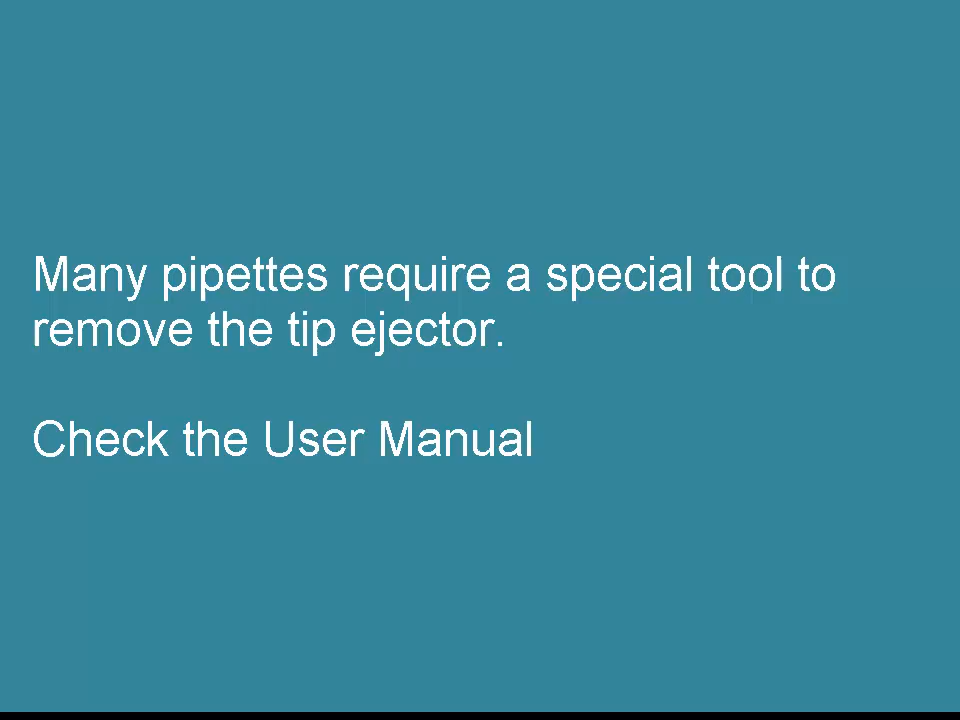 Many pipettes require a special tool to
remove the tip ejector.
Check the User Manual